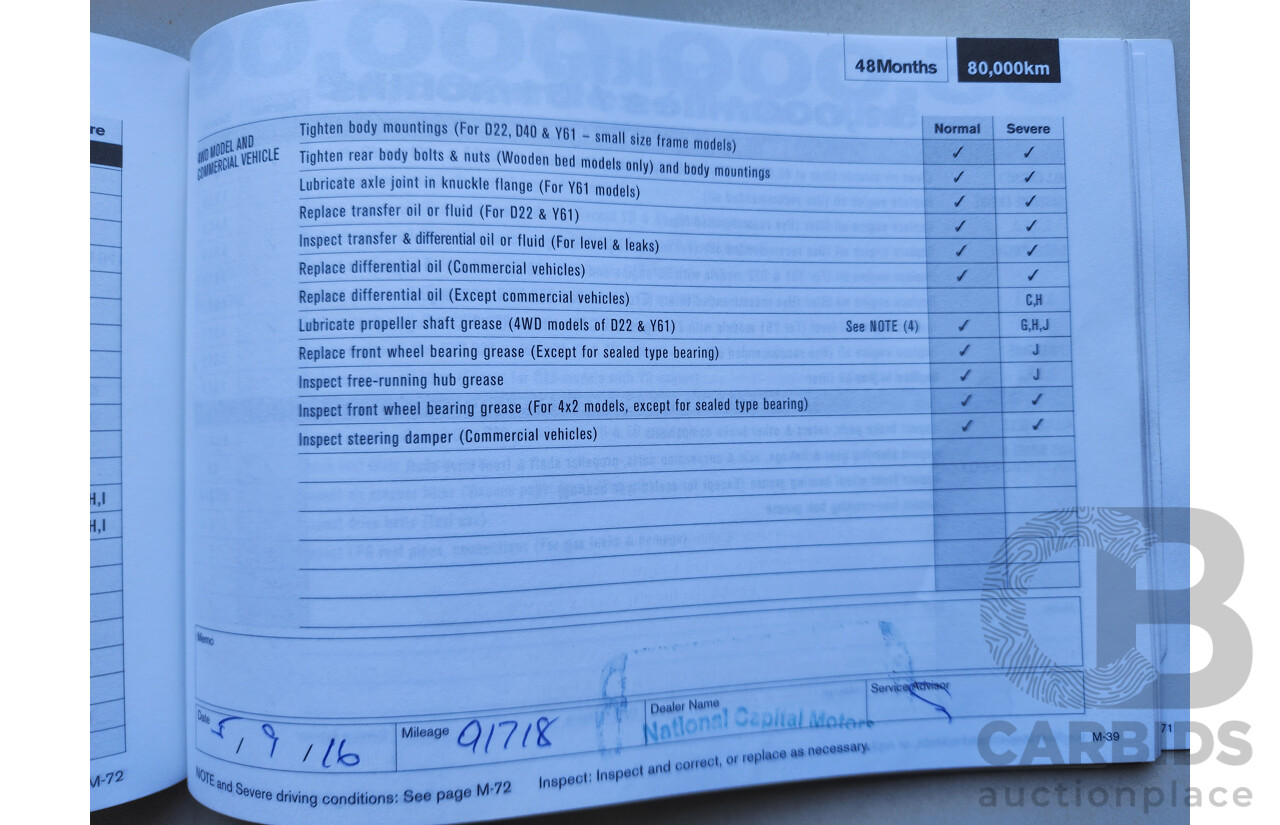 48Months 80,000km
re
Normal Severe
4WD MODEL AND
COMMERCIAL VEHICLE
Tighten body mountings (For D22, D40 & Y61 – small size frame models) ✓ ✓
Tighten rear body bolts & nuts (Wooden bed models only) and body mountings ✓ ✓
Lubricate axle joint in knuckle flange (For Y61 models) ✓ ✓
Replace transfer oil or fluid (For D22 & Y61) ✓ ✓
Inspect transfer & differential oil or fluid (For level & leaks) ✓ ✓
Replace differential oil (Commercial vehicles) ✓ ✓
Replace differential oil (Except commercial vehicles) C,H
Lubricate propeller shaft grease (4WD models of D22 & Y61) See NOTE (4) ✓ G,H,J
Replace front wheel bearing grease (Except for sealed type bearing) ✓ J
Inspect free-running hub grease ✓ J
Inspect front wheel bearing grease (For 4x2 models, except for sealed type bearing) ✓ ✓
Inspect steering damper (Commercial vehicles) ✓ ✓
H,I
H,I
Memo
Date 5 / 9 / 16
Mileage 91718
Dealer Name
National Capital Motors
Service Advisor
NOTE and Severe driving conditions: See page M-72
Inspect: Inspect and correct, or replace as necessary.
M-39
71
M-72
CB
CARBIDS
auctionplace